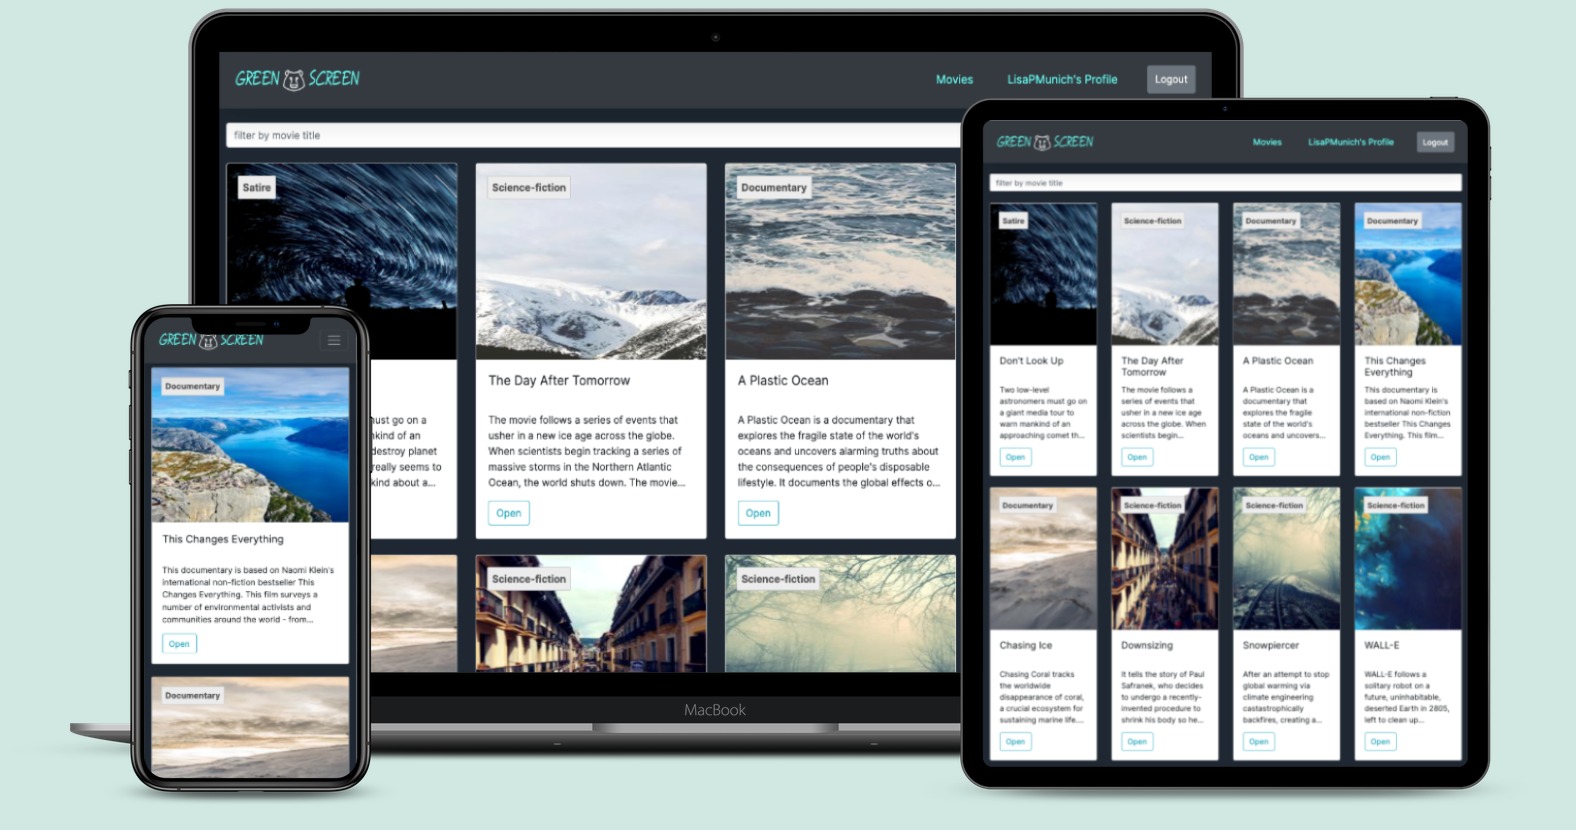 GREEN SCREEN
Movies
LisaPMunich's Profile
Logout
filter by movie title
Satire
Science-fiction
Documentary
The Day After Tomorrow
A Plastic Ocean
must go on a
nkind of an
destroy planet
really seems to
kind about a...
The movie follows a series of events that
usher in a new ice age across the globe.
When scientists begin tracking a series of
massive storms in the Northern Atlantic
Ocean, the world shuts down. The movie...
Open
A Plastic Ocean is a documentary that
explores the fragile state of the world's
oceans and uncovers alarming truths about
the consequences of people's disposable
lifestyle. It documents the global effects o...
Open
Science-fiction
Science-fiction
MacBook
GREEN SCREEN
Documentary
This Changes Everything
This documentary is based on Naomi Klein's
international non-fiction bestseller This
Changes Everything. This film surveys a
number of environmental activists and
communities around the world - from...
Open
Documentary
GREEN SCREEN
Movies
LisaPMunich's Profile
Logout
filter by movie title
Satire
Don't Look Up
Two low-level
astronomers must go on
a giant media tour to
warn mankind of an
approaching comet th...
Open
Science-fiction
The Day After
Tomorrow
The movie follows a
series of events that
usher in a new ice age
across the globe. When
scientists begin...
Open
Documentary
A Plastic Ocean
A Plastic Ocean is a
documentary that
explores the fragile
state of the world's
oceans and uncovers...
Open
Documentary
This Changes
Everything
This documentary is
based on Naomi Klein's
international non-fiction
bestseller This Changes
Everything. This film...
Open
Documentary
Chasing Ice
Chasing Coral tracks
the worldwide
disappearance of coral,
a crucial ecosystem for
sustaining marine life....
Open
Science-fiction
Downsizing
It tells the story of Paul
Safranek, who decides
to undergo a recently-
invented procedure to
shrink his body so he...
Open
Science-fiction
Snowpiercer
After an attempt to stop
global warming via
climate engineering
castastrophically
backfires, creating a...
Open
Science-fiction
WALL-E
WALL-E follows a
solitary robot on a
future, uninhabitable,
deserted Earth in 2805,
left to clean up...
Open